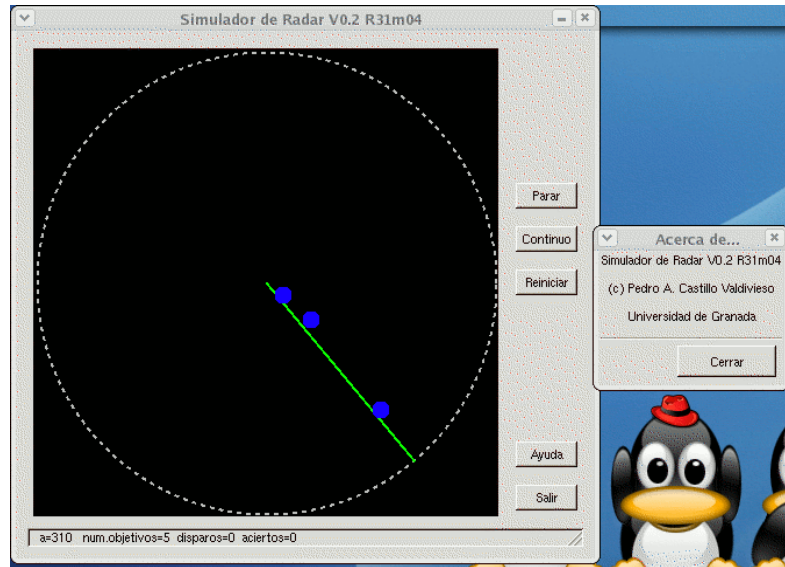 Simulador de Radar V0.2 R31m04
Parar
Continuo
Reiniciar
Ayuda
Salir
a=310 num.objetivos=5 disparos=0 aciertos=0
Acerca de...
Simulador de Radar V0.2 R31m04
(c) Pedro A. Castillo Valdivieso
Universidad de Granada
Cerrar